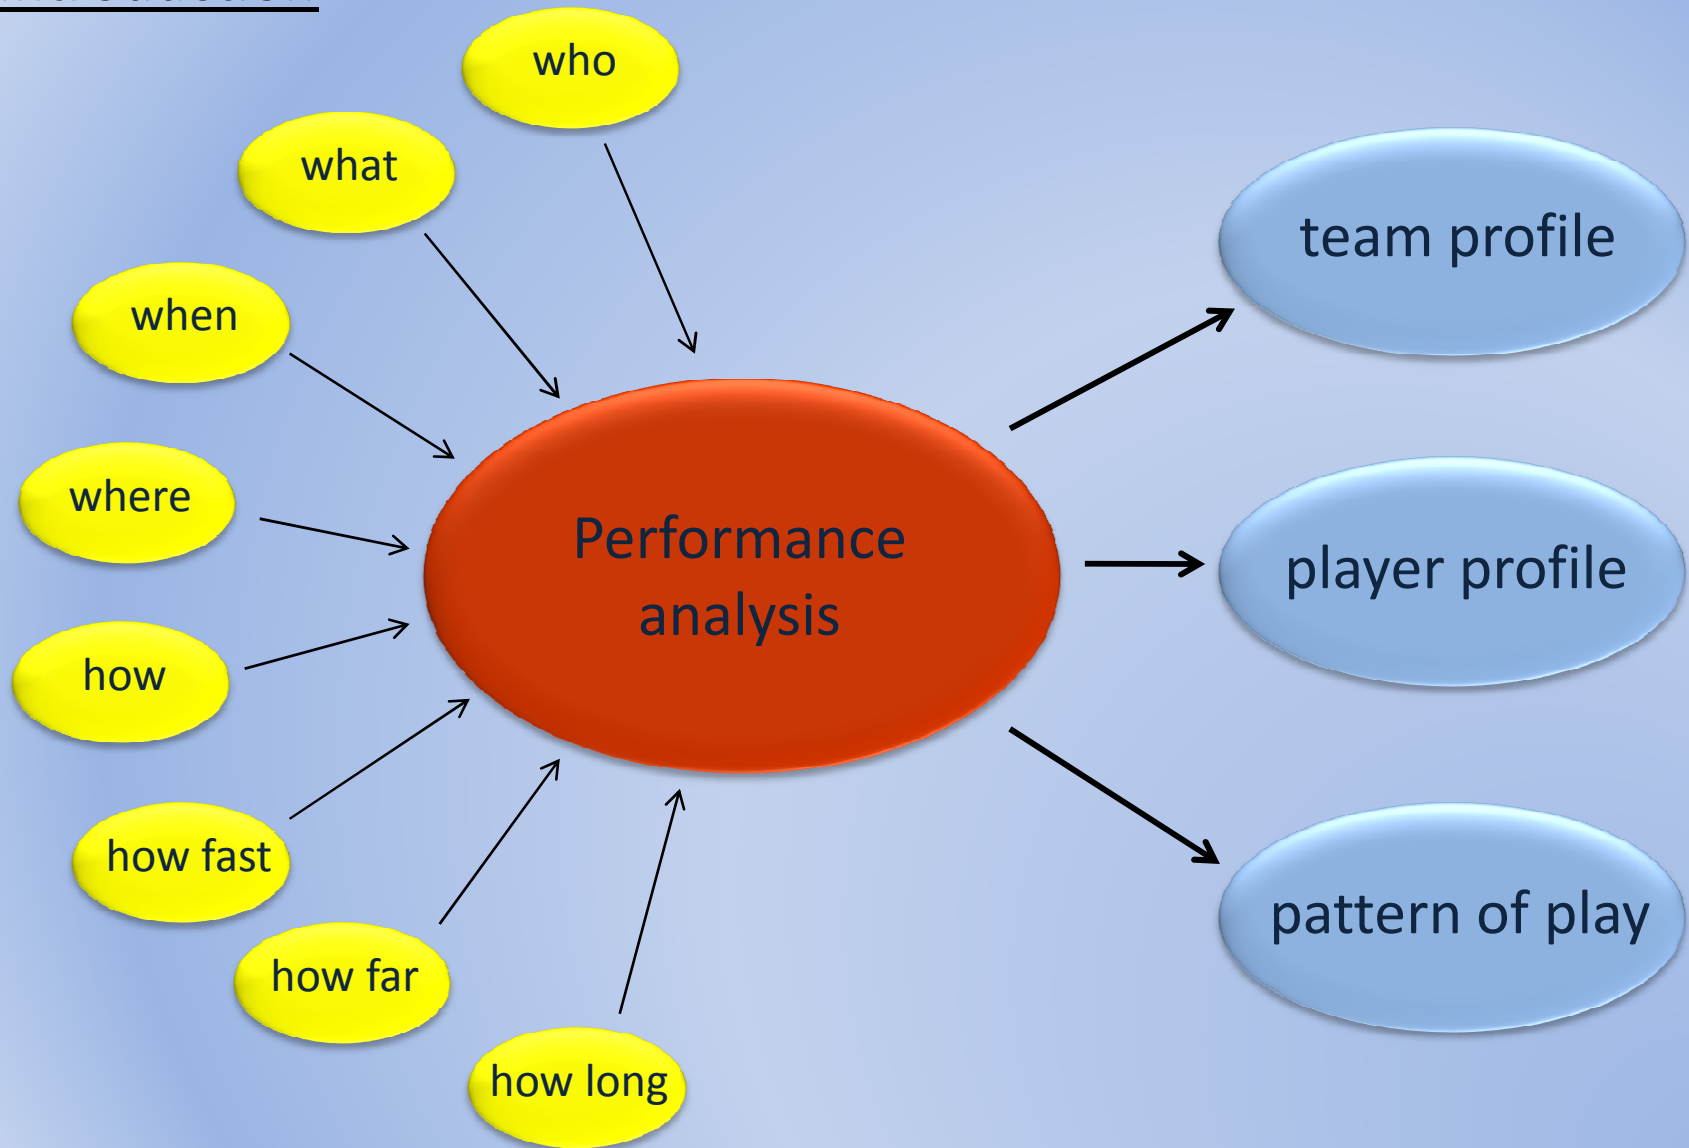 who
what
when
where
how
how fast
how far
how long
Performance
analysis
team profile
player profile
pattern of play